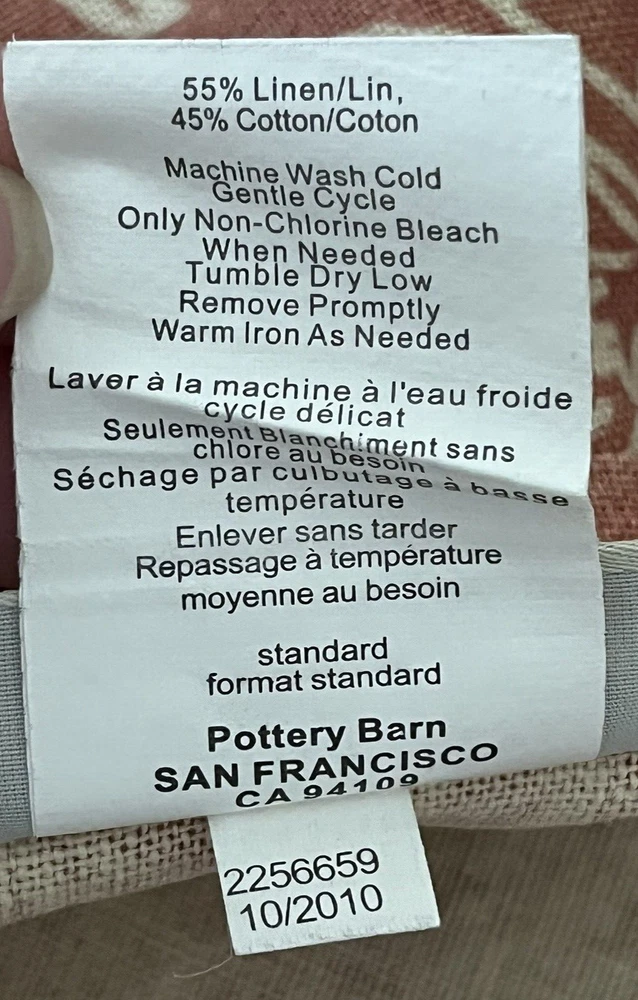 55% Linen/Lin,
45% Cotton/Coton
Machine Wash Cold
Gentle Cycle
Only Non-Chlorine Bleach
When Needed
Tumble Dry Low
Remove Promptly
Warm Iron As Needed
Laver à la machine à l'eau froide
cycle délicat
Seulement Blanchiment sans
chlore au besoin
Séchage par culbutage à basse
température
Enlever sans tarder
Repassage à température
moyenne au besoin
standard
format standard
Pottery Barn
SAN FRANCISCO
CA 94109
2256659
10/2010